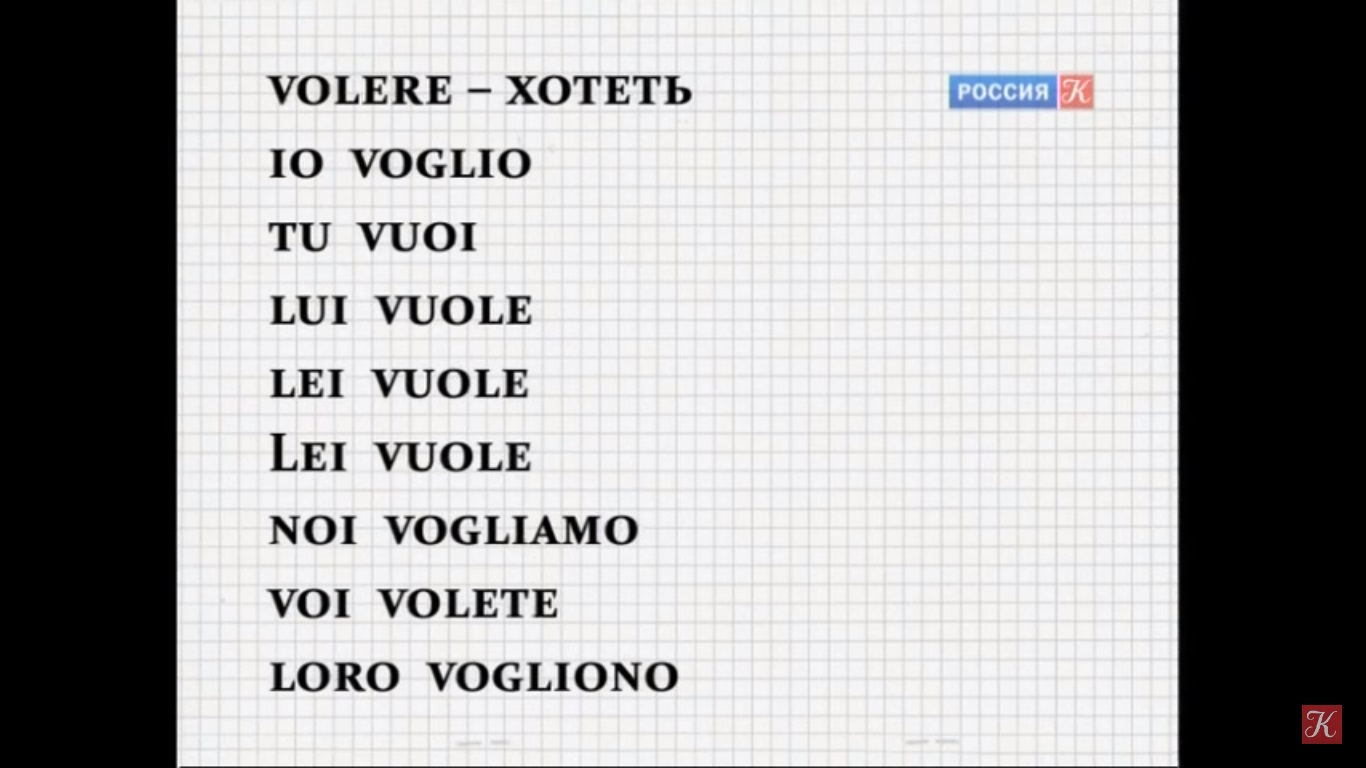 VOLERE – ХОТЕТЬ
РОССИЯ К
IO VOGLIO
TU VUOI
LUI VUOLE
LEI VUOLE
LEI VUOLE
NOI VOGLIAMO
VOI VOLETE
LORO VOGLIONO
К